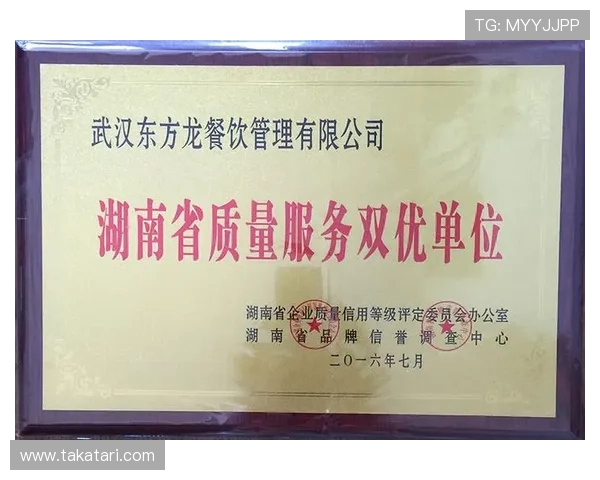 TG: MYYJJPP
武汉东方龙餐饮管理有限公司
湖南省质量服务双优单位
湖南省企业质量信用等级评定委员会办公室
湖南省品牌信誉调查中心
二〇一六年七月
www.takatari.com